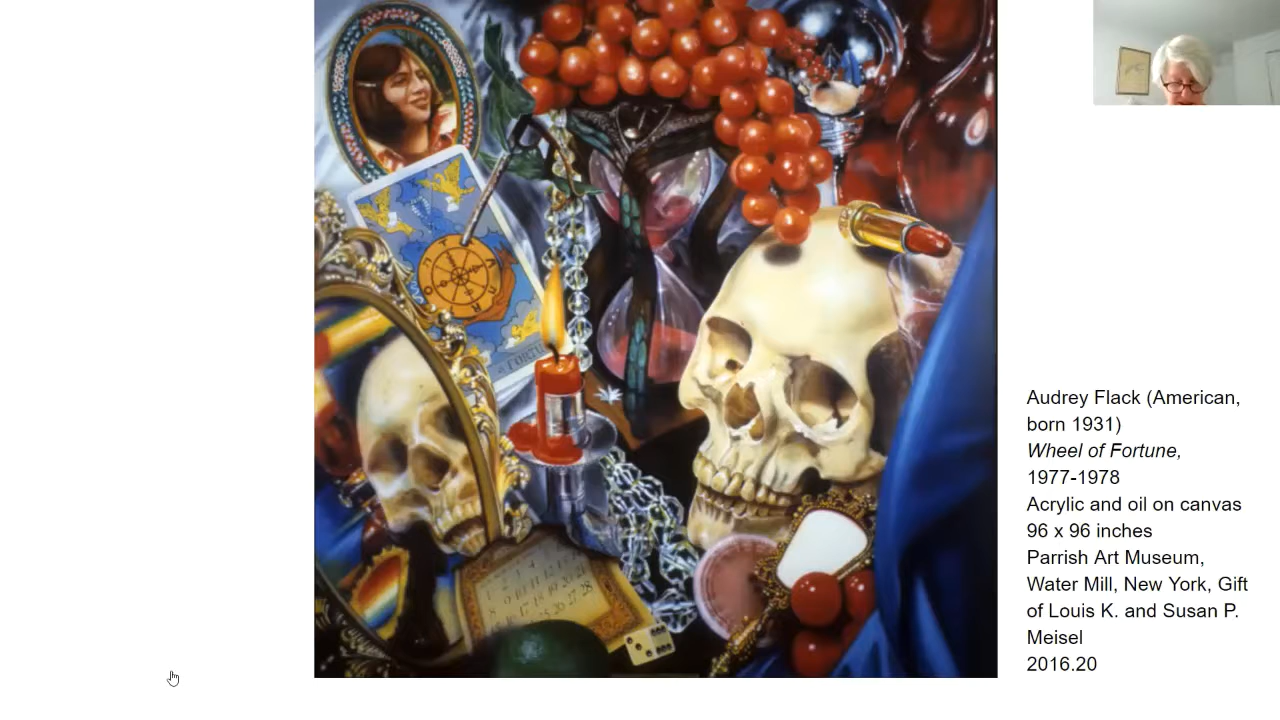 Audrey Flack (American,
born 1931)
Wheel of Fortune,
1977-1978
Acrylic and oil on canvas
96 x 96 inches
Parrish Art Museum,
Water Mill, New York, Gift
of Louis K. and Susan P.
Meisel
2016.20